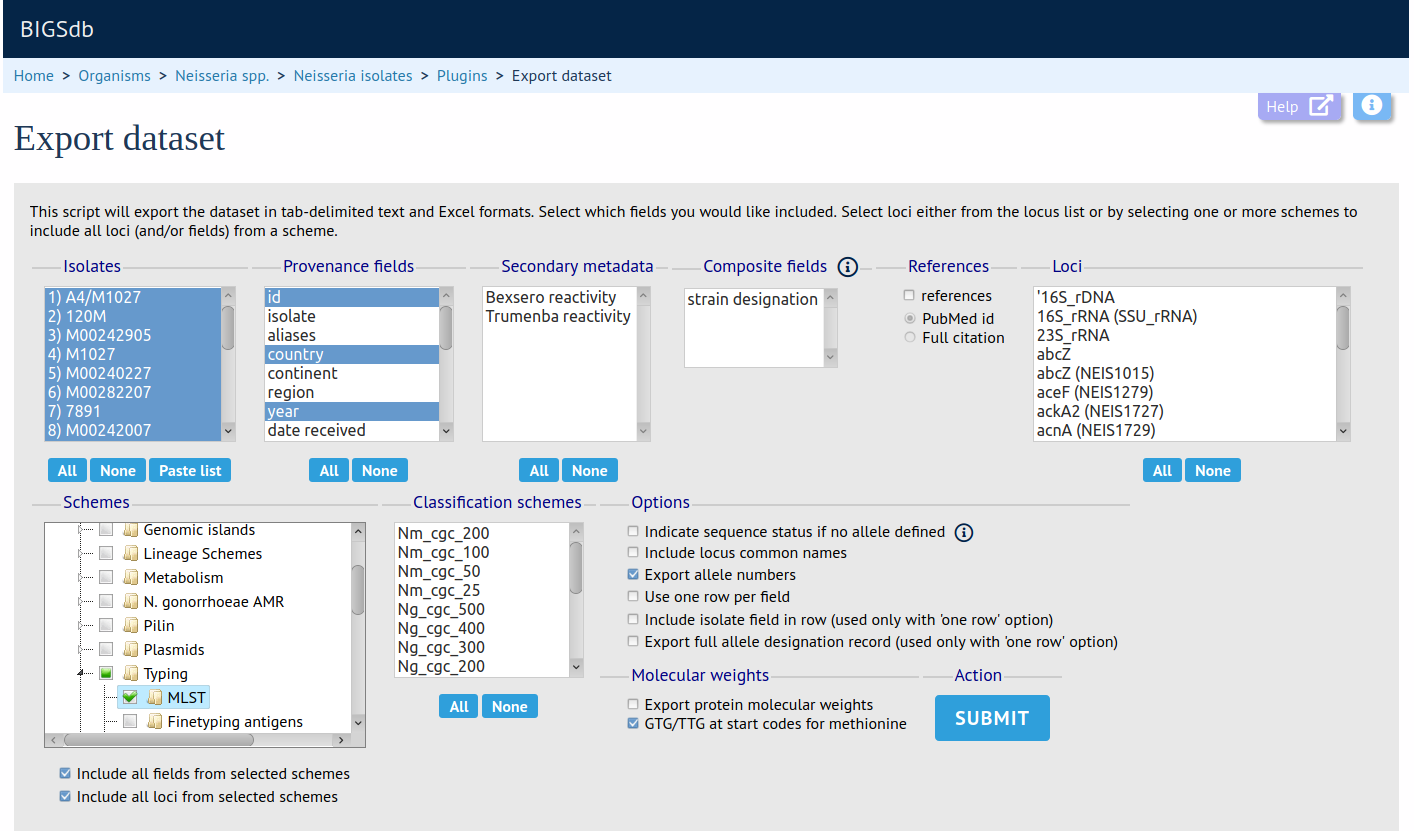 BIGSdb
Home > Organisms > Neisseria spp. > Neisseria isolates > Plugins > Export dataset
Help
Export dataset
This script will export the dataset in tab-delimited text and Excel formats. Select which fields you would like included. Select loci either from the locus list or by selecting one or more schemes to
include all loci (and/or fields) from a scheme.
Isolates
1) A4/M1027
2) 120M
3) M00242905
4) M1027
5) M00240227
6) M00282207
7) 7891
8) M00242007
All None Paste list
Provenance fields
id
isolate
aliases
country
continent
region
year
date received
All None
Secondary metadata
Bexsero reactivity
Trumenba reactivity
All None
Composite fields
strain designation
References
references
PubMed id
Full citation
Loci
'16S_rDNA
16S_rRNA (SSU_rRNA)
23S_rRNA
abcZ
abcZ (NEIS1015)
aceF (NEIS1279)
ackA2 (NEIS1727)
acnA (NEIS1729)
All None
Schemes
Genomic islands
Lineage Schemes
Metabolism
N. gonorrhoeae AMR
Pilin
Plasmids
Typing
MLST
Finetyping antigens
Include all fields from selected schemes
Include all loci from selected schemes
Classification schemes
Nm_cgc_200
Nm_cgc_100
Nm_cgc_50
Nm_cgc_25
Ng_cgc_500
Ng_cgc_400
Ng_cgc_300
Ng_cgc_200
All None
Options
Indicate sequence status if no allele defined
Include locus common names
Export allele numbers
Use one row per field
Include isolate field in row (used only with 'one row' option)
Export full allele designation record (used only with 'one row' option)
Molecular weights
Export protein molecular weights
GTG/TTG at start codes for methionine
Action
SUBMIT